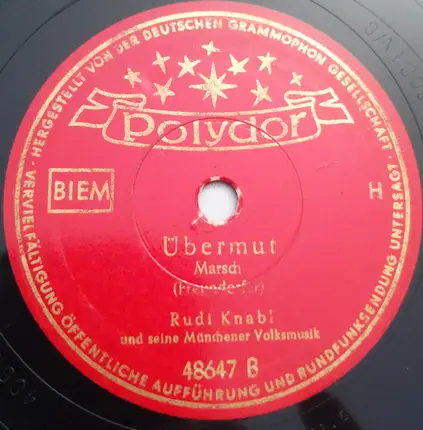 · HERGESTELLT VON DER DEUTSCHEN GRAMMOPHON GESELLSCHAFT · VERVIELFÄLTIGUNG ÖFFENTLICHE AUFFÜHRUNG UND RUNDFUNKSENDUNG UNTERSAGT
Polydor
BIEM
H
Übermut
Marsch
(Freundorfer)
Rudi Knabl
und seine Münchener Volksmusik
48647 B